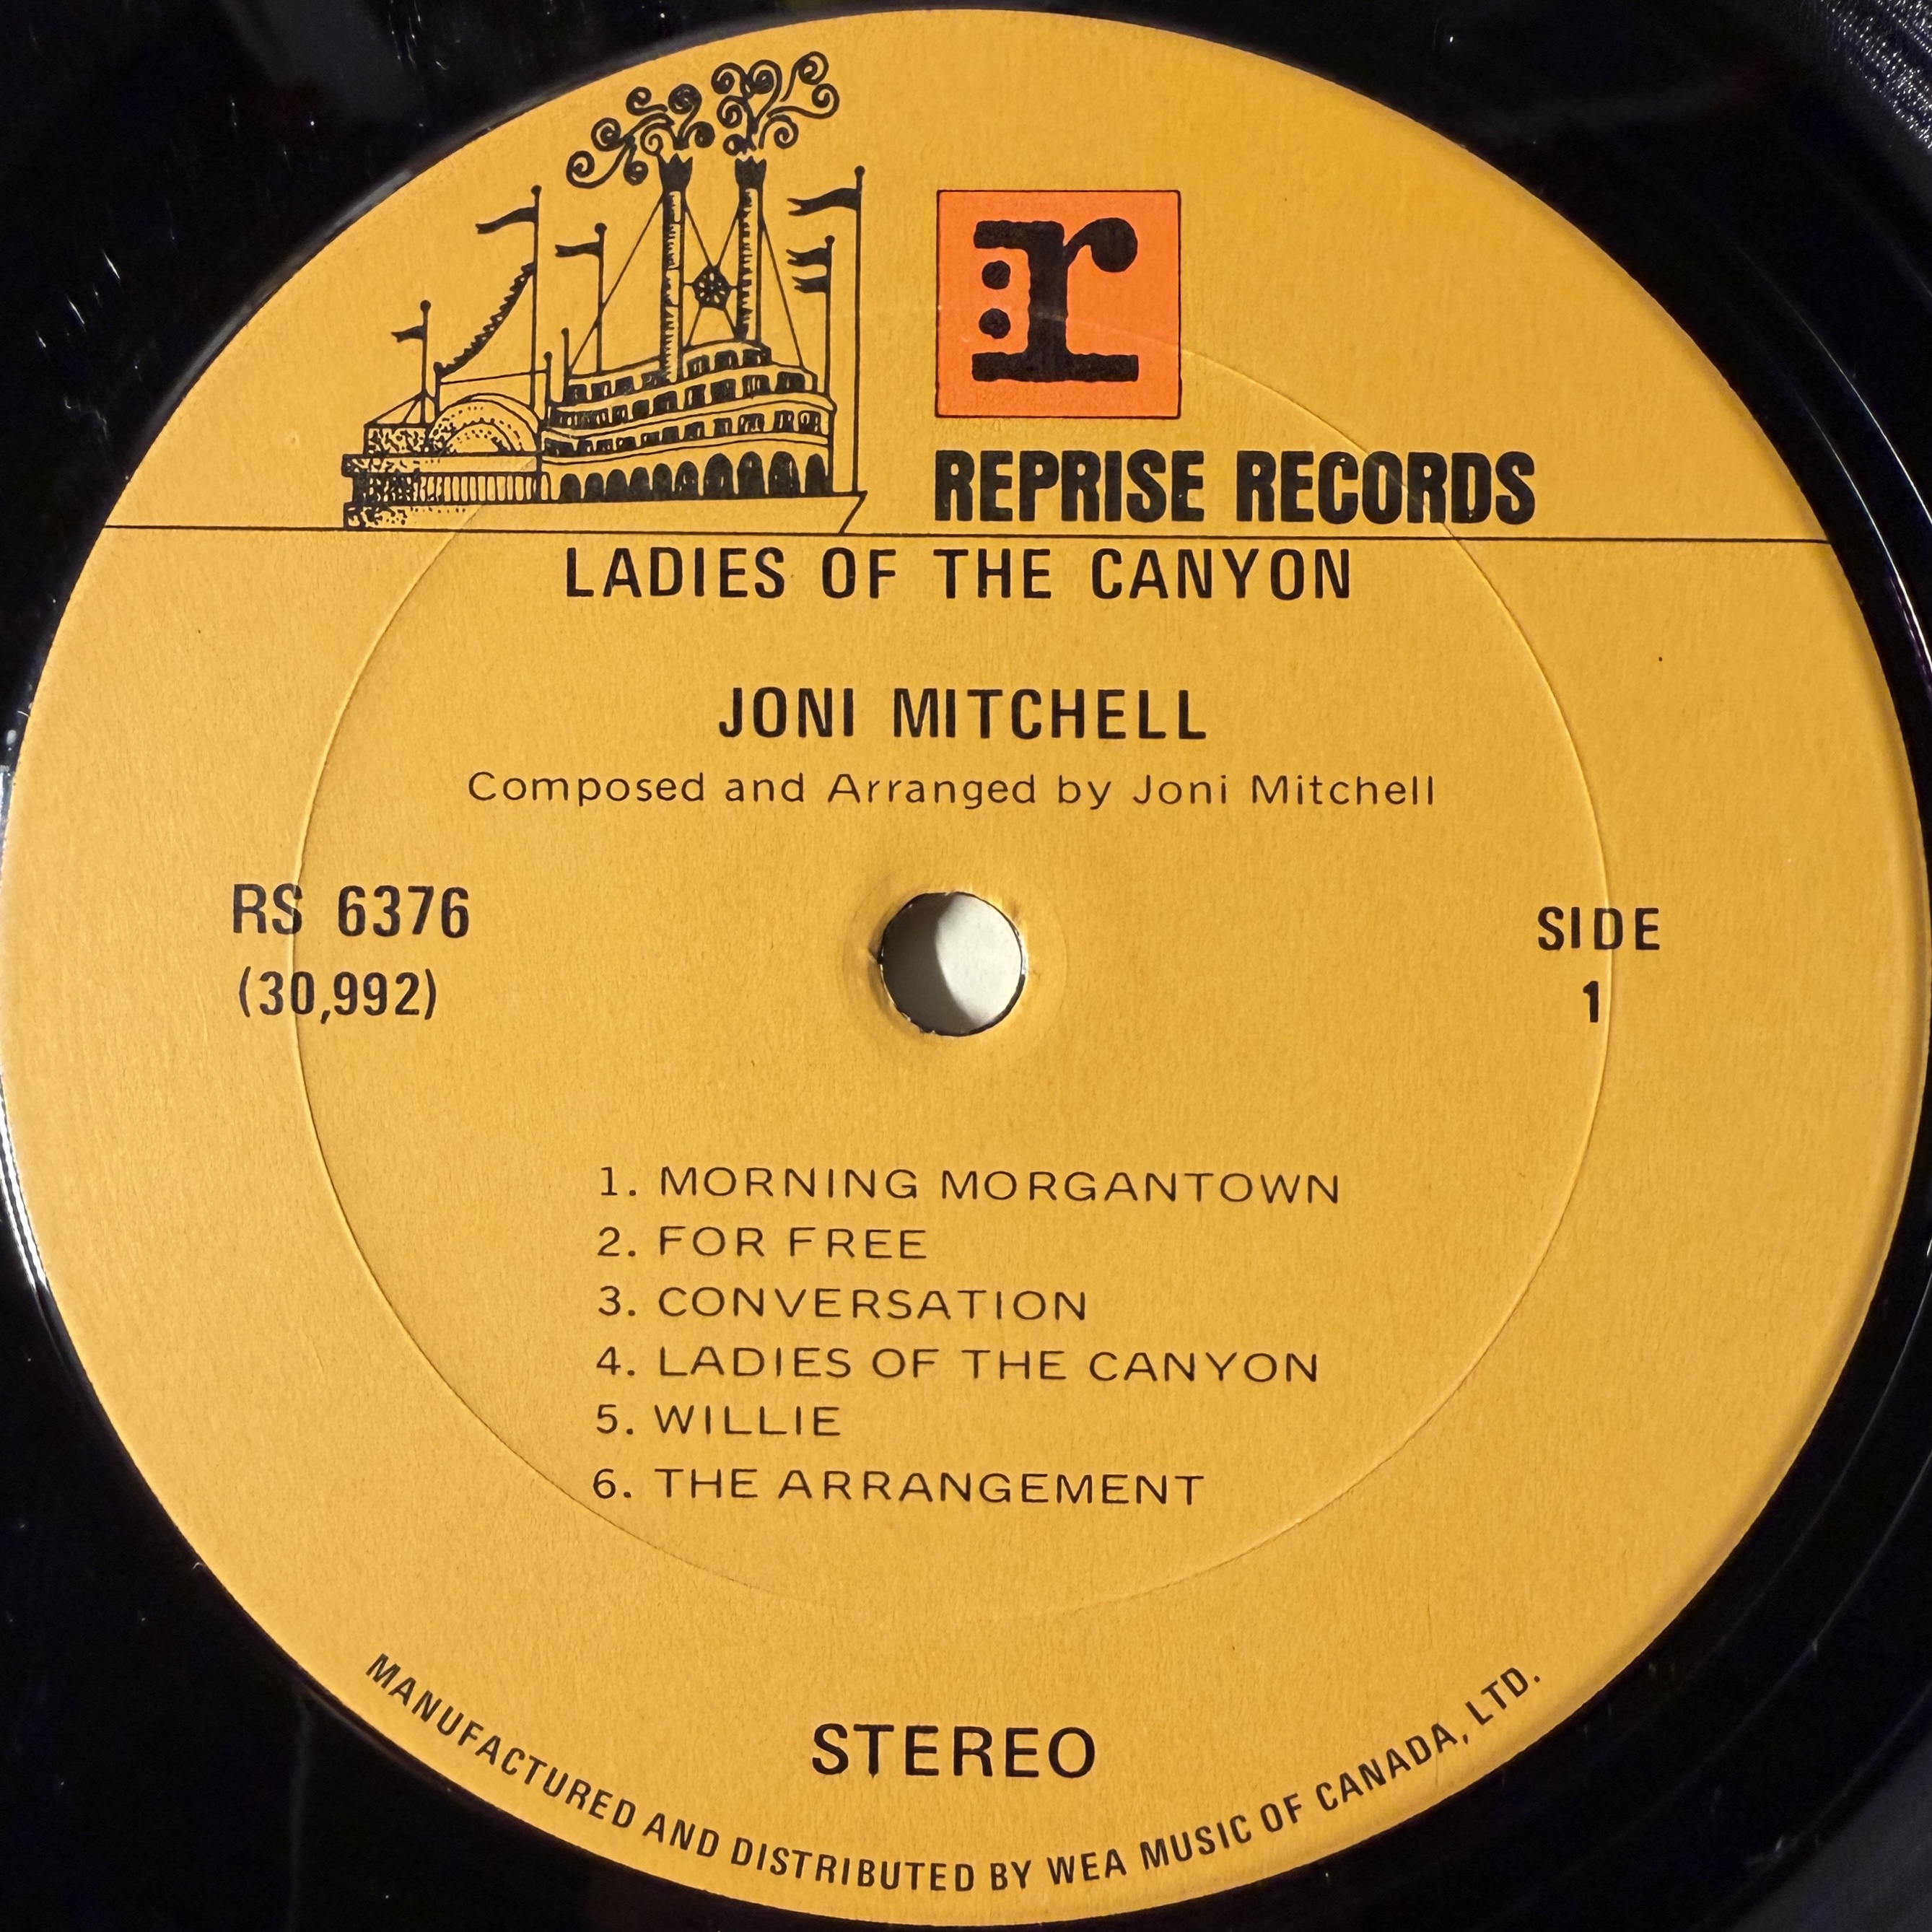 r:
REPRISE RECORDS
LADIES OF THE CANYON
JONI MITCHELL
Composed and Arranged by Joni Mitchell
RS 6376
(30,992)
SIDE
1
1. MORNING MORGANTOWN
2. FOR FREE
3. CONVERSATION
4. LADIES OF THE CANYON
5. WILLIE
6. THE ARRANGEMENT
STEREO
MANUFACTURED AND DISTRIBUTED BY WEA MUSIC OF CANADA, LTD.